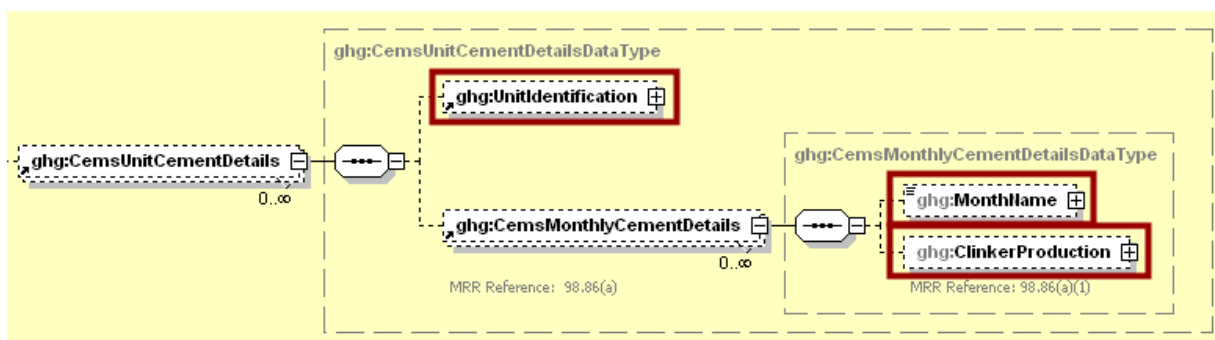 ghg:CemsUnitCementDetailsDataType
ghg:UnitIdentification
ghg:CemsUnitCementDetails
0..∞
ghg:CemsMonthlyCementDetailsDataType
ghg:MonthName
ghg:CemsMonthlyCementDetails
0..∞
ghg:ClinkerProduction
MRR Reference: 98.86(a)
MRR Reference: 98.86(a)(1)